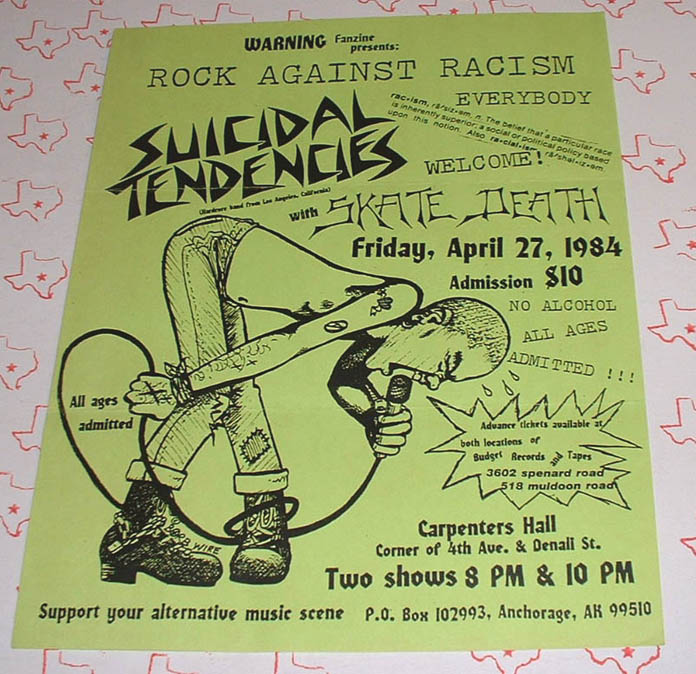 WARNING Fanzine
presents:
ROCK AGAINST RACISM
EVERYBODY
rac•ism, rā'siz•əm, n. The belief that a particular race
is inherently superior; a social or political policy based
upon this notion. Also, ra•cial•ism, rā'shəl•iz•əm.
WELCOME!
SUICIDAL
TENDENCIES
(Hardcore band from Los Angeles, California)
with SKATE DEATH
Friday, April 27, 1984
Admission $10
NO ALCOHOL
ALL AGES
ADMITTED !!!
All ages
admitted
Advance tickets available at
both locations of
Budget Records and Tapes
3602 spenard road
518 muldoon road
WIRE
Carpenters Hall
Corner of 4th Ave. & Denali St.
Two shows 8 PM & 10 PM
Support your alternative music scene P.O. Box 102993, Anchorage, AK 99510